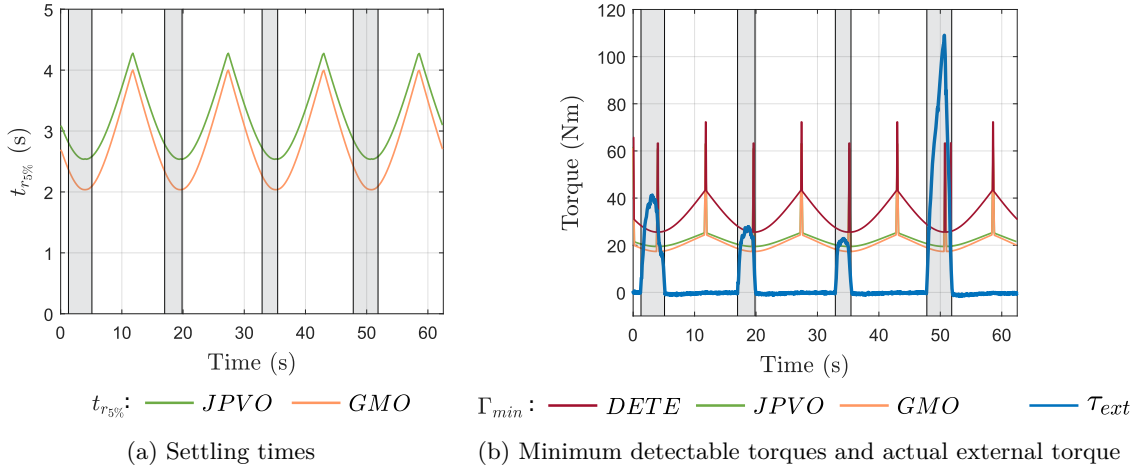 5
4
3
2
1
0
t_{r_{5%}} (s)
0 10 20 30 40 50 60
Time (s)
t_{r_{5%}}: JPVO GMO
(a) Settling times
120
100
80
60
40
20
0
Torque (Nm)
0 10 20 30 40 50 60
Time (s)
Γ_{min}: DETE JPVO GMO τ_{ext}
(b) Minimum detectable torques and actual external torque